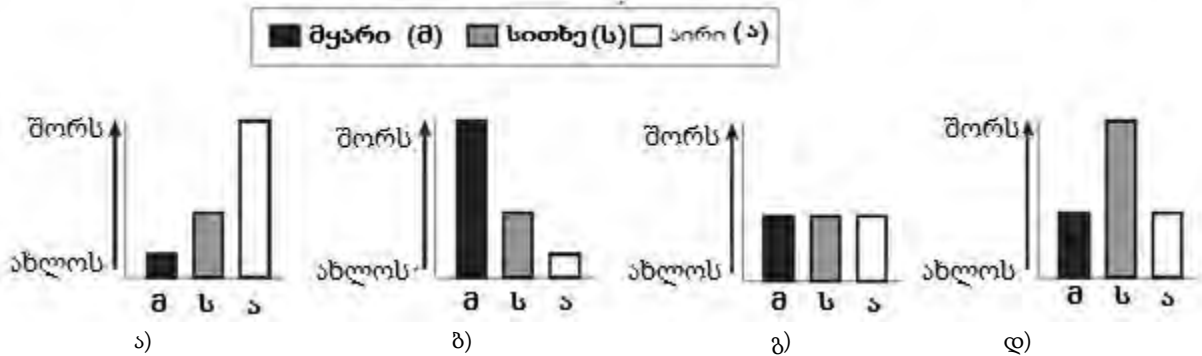 მყარი (მ) სითხე (ს) აირი (ა)
შორს შორს შორს შორს
ახლოს ახლოს ახლოს ახლოს
მ ს ა მ ს ა მ ს ა მ ს ა
ა) ბ) გ) დ)